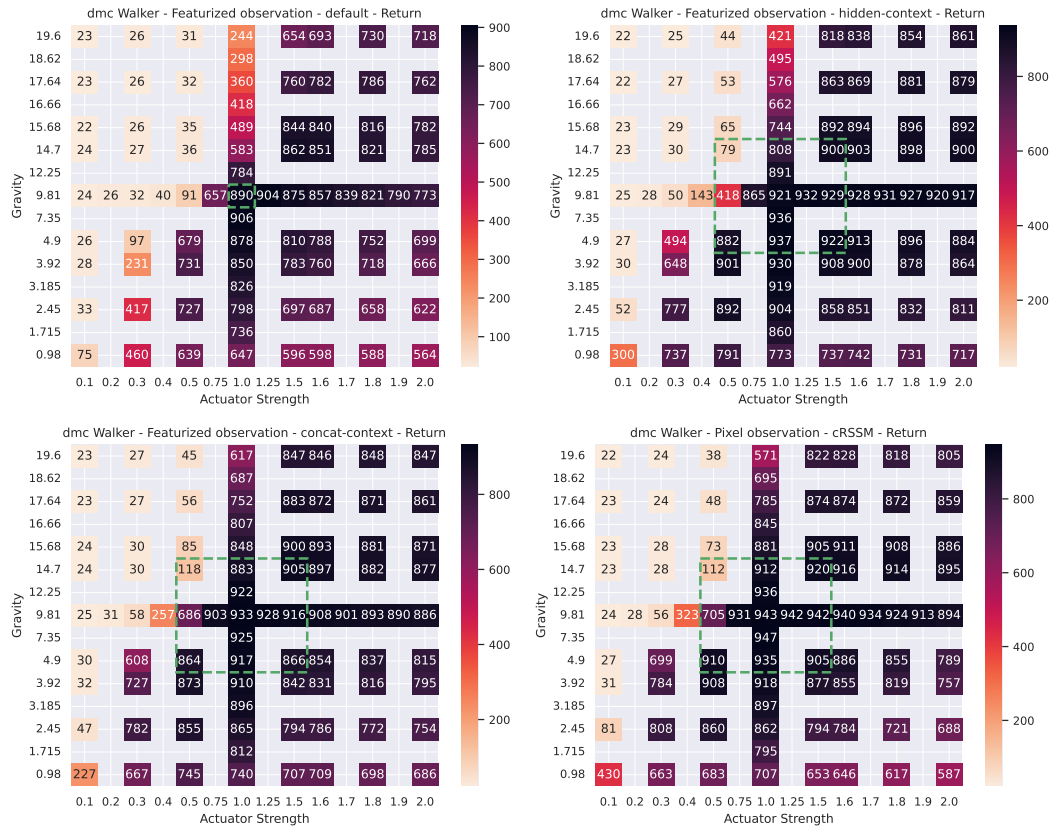 dmc Walker - Featurized observation - default - Return
19.6 23 26 31 244 654 693 730 718
18.62 298
17.64 23 26 32 360 760 782 786 762
16.66 418
15.68 22 26 35 489 844 840 816 782
14.7 24 27 36 583 862 851 821 785
12.25 784
9.81 24 26 32 40 91 657 890 904 875 857 839 821 790 773
7.35 906
4.9 26 97 679 878 810 788 752 699
3.92 28 231 731 850 783 760 718 666
3.185 826
2.45 33 417 727 798 697 687 658 622
1.715 736
0.98 75 460 639 647 596 598 588 564
0.1 0.2 0.3 0.4 0.5 0.75 1.0 1.25 1.5 1.6 1.7 1.8 1.9 2.0
Actuator Strength
Gravity
900
800
700
600
500
400
300
200
100
dmc Walker - Featurized observation - hidden-context - Return
19.6 22 25 44 421 818 838 854 861
18.62 495
17.64 22 27 53 576 863 869 881 879
16.66 662
15.68 23 29 65 744 892 894 896 892
14.7 23 30 79 808 900 903 898 900
12.25 891
9.81 25 28 50 143 418 865 921 932 929 928 931 927 920 917
7.35 936
4.9 27 494 882 937 922 913 896 884
3.92 30 648 901 930 908 900 878 864
3.185 919
2.45 52 777 892 904 858 851 832 811
1.715 860
0.98 300 737 791 773 737 742 731 717
0.1 0.2 0.3 0.4 0.5 0.75 1.0 1.25 1.5 1.6 1.7 1.8 1.9 2.0
Actuator Strength
Gravity
800
600
400
200
dmc Walker - Featurized observation - concat-context - Return
19.6 23 27 45 617 847 846 848 847
18.62 687
17.64 23 27 56 752 883 872 871 861
16.66 807
15.68 24 30 85 848 900 893 881 871
14.7 24 30 118 883 905 897 882 877
12.25 922
9.81 25 31 58 257 686 903 933 928 916 908 901 893 890 886
7.35 925
4.9 30 608 864 917 866 854 837 815
3.92 32 727 873 910 842 831 816 795
3.185 896
2.45 47 782 855 865 794 786 772 754
1.715 812
0.98 227 667 745 740 707 709 698 686
0.1 0.2 0.3 0.4 0.5 0.75 1.0 1.25 1.5 1.6 1.7 1.8 1.9 2.0
Actuator Strength
Gravity
800
600
400
200
dmc Walker - Pixel observation - cRSSM - Return
19.6 22 24 38 571 822 828 818 805
18.62 695
17.64 23 24 48 785 874 874 872 859
16.66 845
15.68 23 28 73 881 905 911 908 886
14.7 23 28 112 912 920 916 914 895
12.25 936
9.81 24 28 56 323 705 931 943 942 942 940 934 924 913 894
7.35 947
4.9 27 699 910 935 905 886 855 789
3.92 31 784 908 918 877 855 819 757
3.185 897
2.45 81 808 860 862 794 784 721 688
1.715 795
0.98 430 663 683 707 653 646 617 587
0.1 0.2 0.3 0.4 0.5 0.75 1.0 1.25 1.5 1.6 1.7 1.8 1.9 2.0
Actuator Strength
Gravity
800
600
400
200